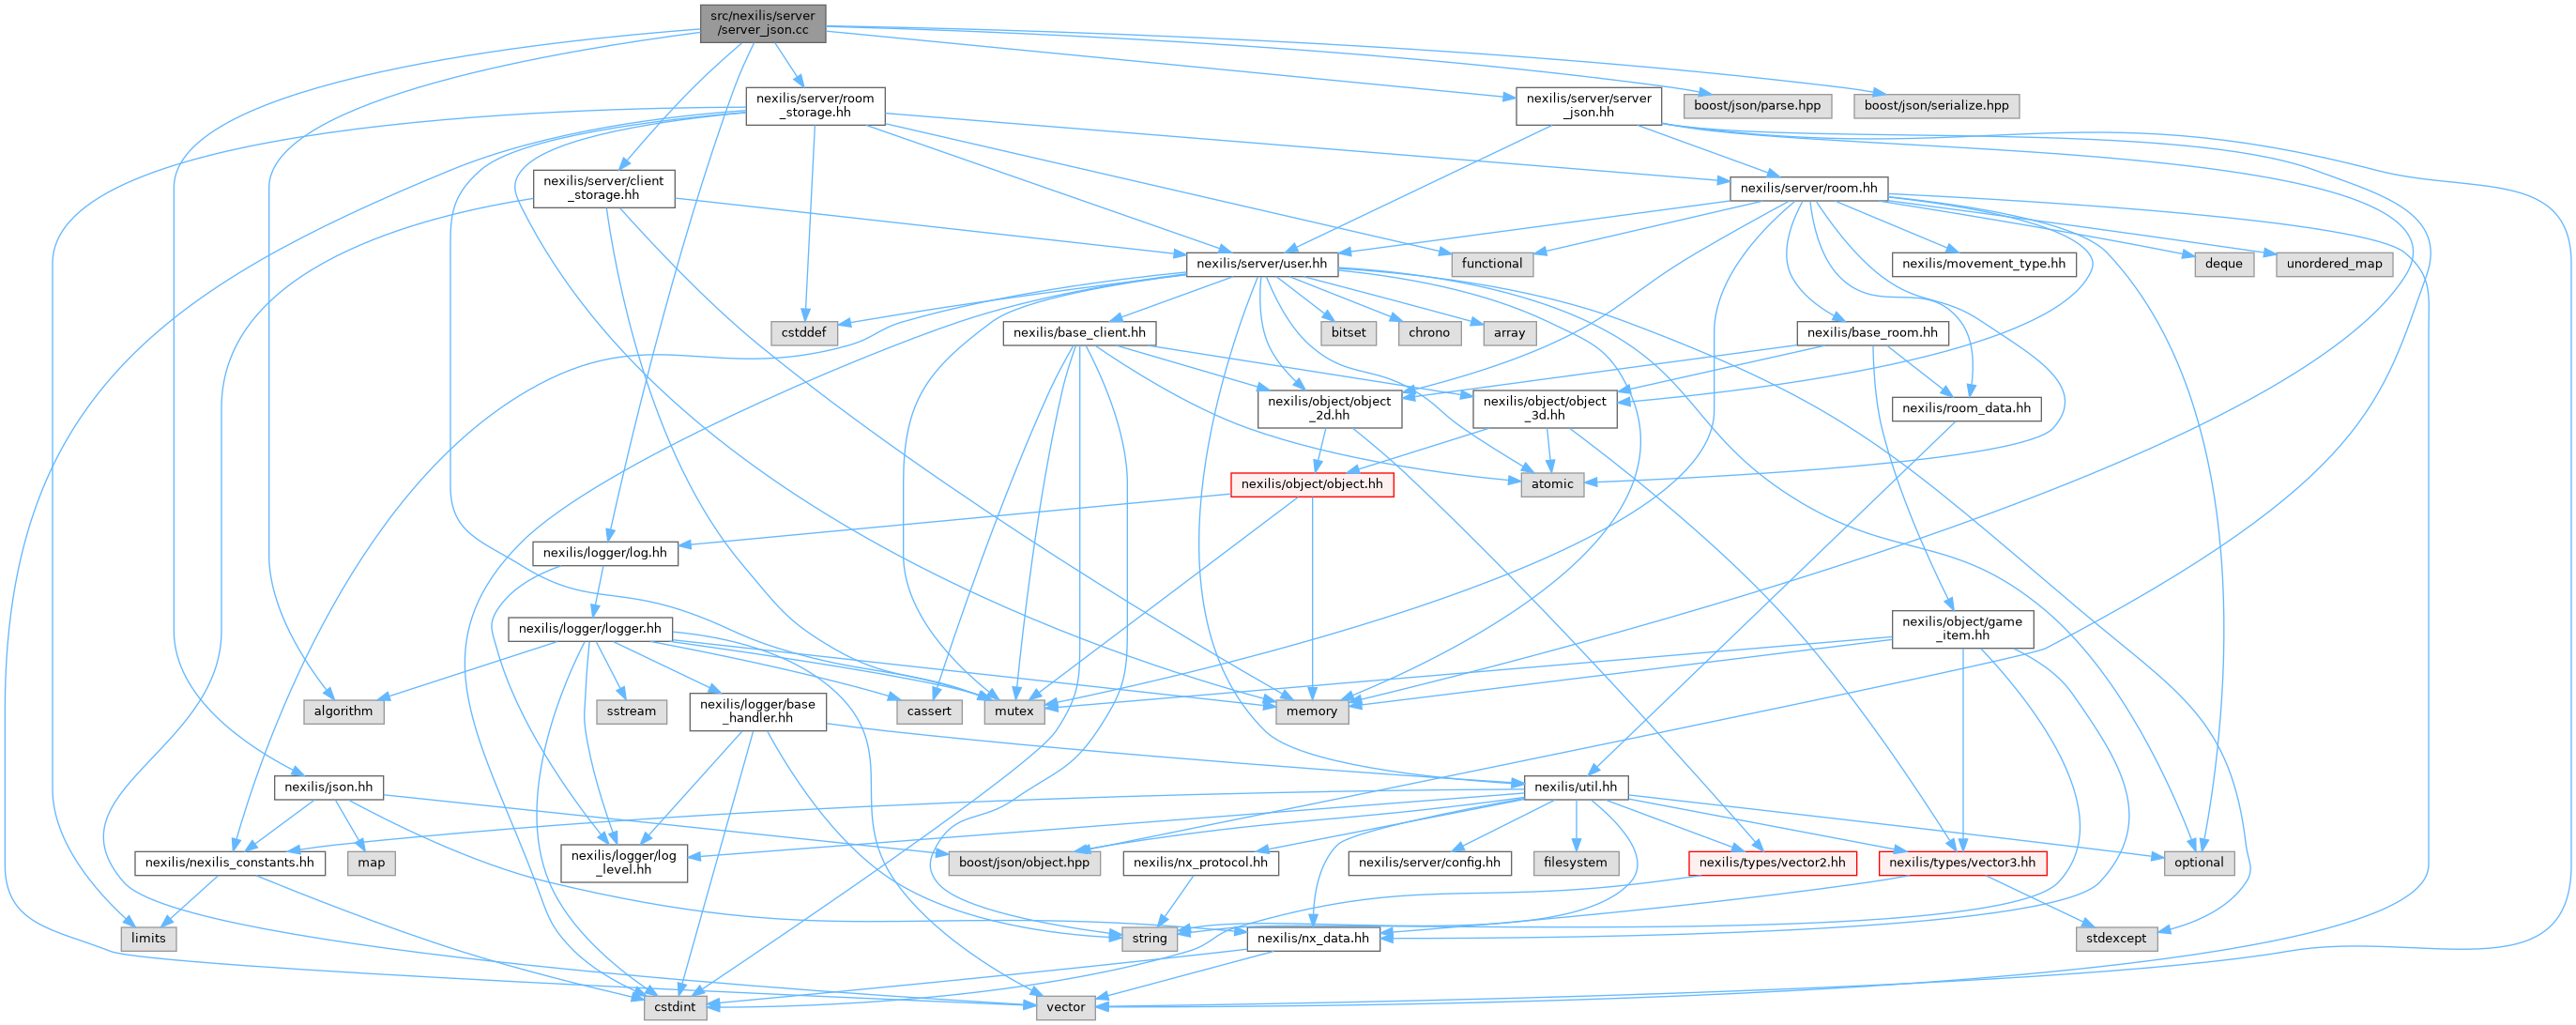 src/nexilis/server
/server_json.cc
nexilis/server/room
_storage.hh
nexilis/server/server
_json.hh
boost/json/parse.hpp
boost/json/serialize.hpp
nexilis/server/client
_storage.hh
nexilis/server/room.hh
nexilis/server/user.hh
functional
nexilis/movement_type.hh
deque
unordered_map
cstddef
nexilis/base_client.hh
bitset
chrono
array
nexilis/base_room.hh
nexilis/object/object
_2d.hh
nexilis/object/object
_3d.hh
nexilis/room_data.hh
nexilis/object/object.hh
atomic
nexilis/logger/log.hh
nexilis/logger/logger.hh
nexilis/object/game
_item.hh
algorithm
sstream
nexilis/logger/base
_handler.hh
cassert
mutex
memory
nexilis/json.hh
nexilis/util.hh
nexilis/nexilis_constants.hh
map
nexilis/logger/log
_level.hh
boost/json/object.hpp
nexilis/nx_protocol.hh
nexilis/server/config.hh
filesystem
nexilis/types/vector2.hh
nexilis/types/vector3.hh
optional
limits
string
nexilis/nx_data.hh
stdexcept
cstdint
vector